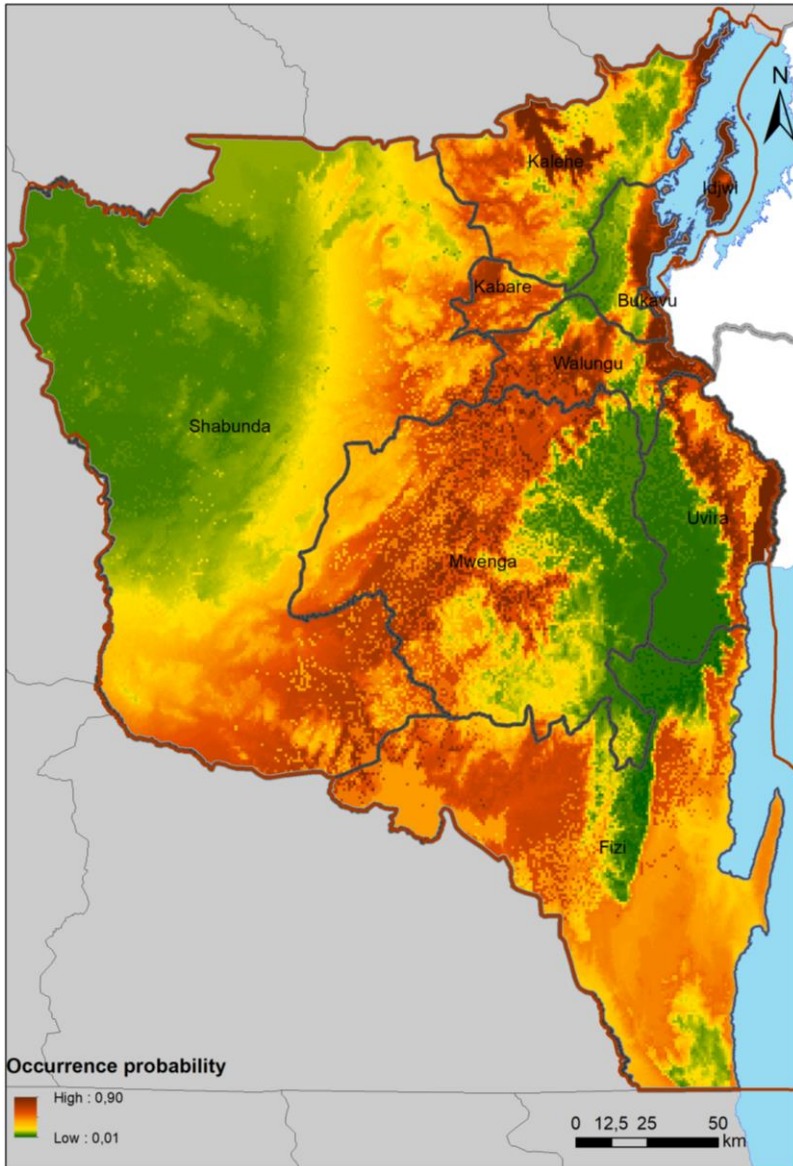 N
Kalehe
Idjwi
Kabare
Bukavu
Walungu
Shabunda
Uvira
Mwenga
Fizi
Occurrence probability
High : 0,90
Low : 0,01
0 12,5 25 50
km